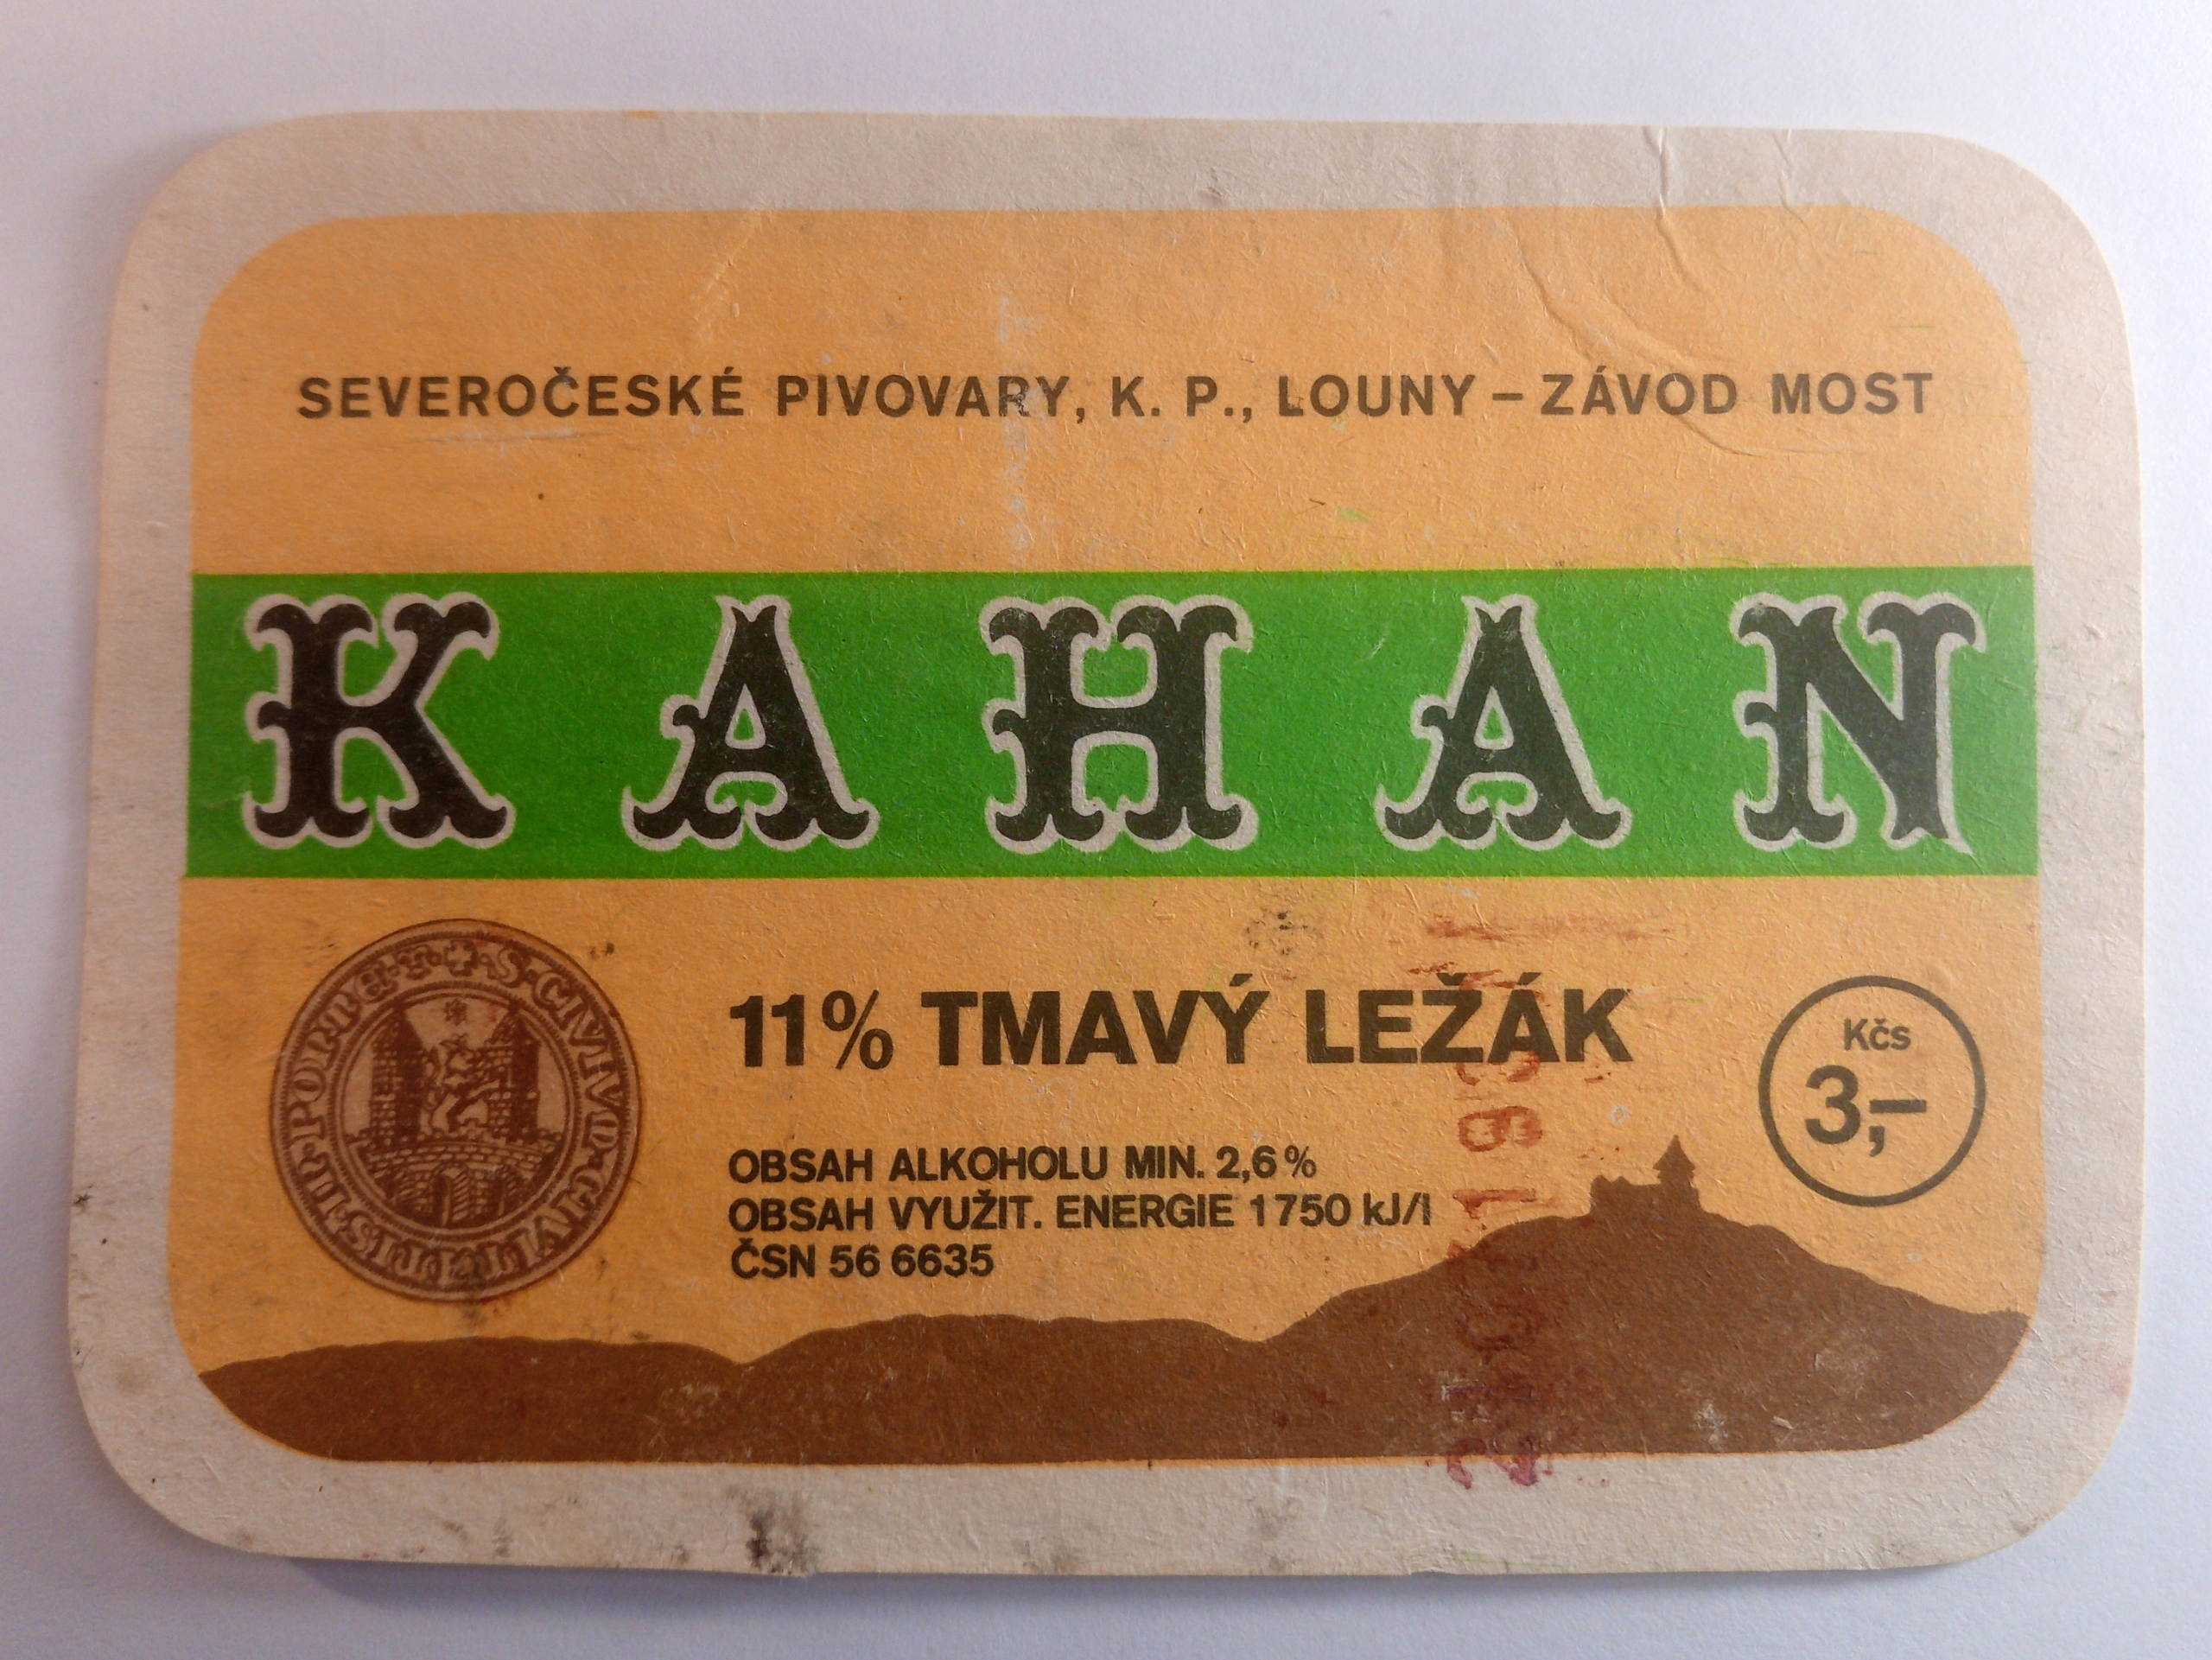 SEVEROČESKÉ PIVOVARY, K. P., LOUNY – ZÁVOD MOST
KAHAN
11% TMAVÝ LEŽÁK
Kčs
3,–
OBSAH ALKOHOLU MIN. 2,6%
OBSAH VYUŽIT. ENERGIE 1750 kJ/l
ČSN 56 6635